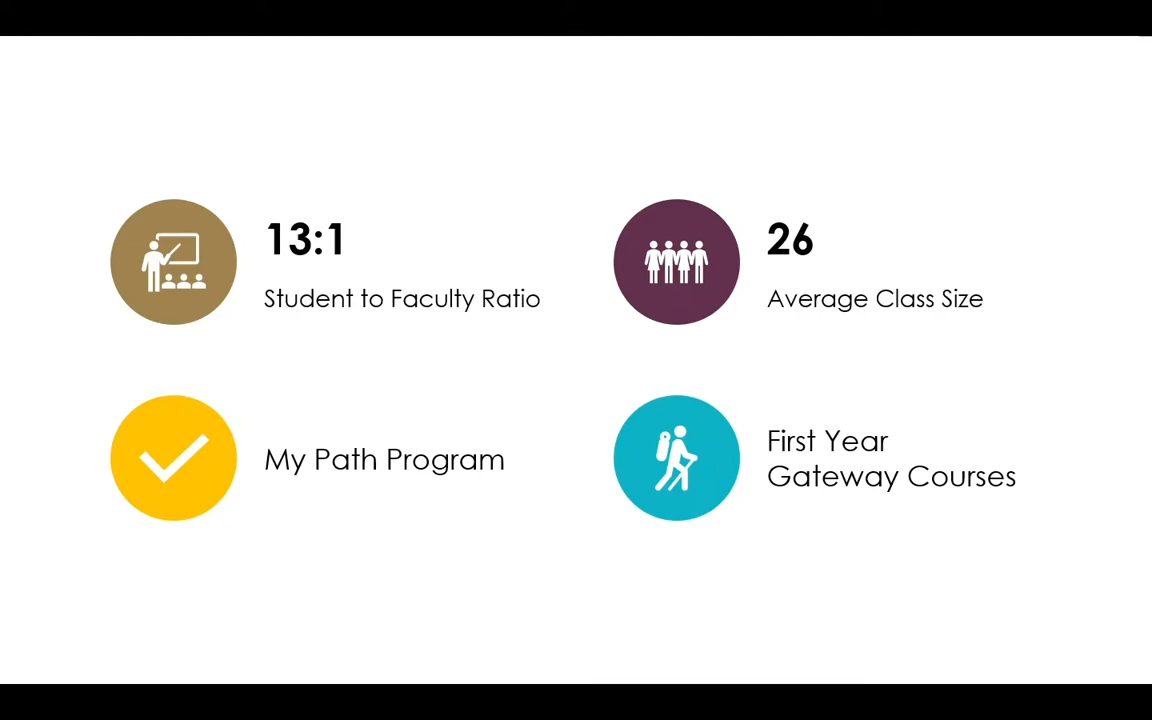 13:1
Student to Faculty Ratio
26
Average Class Size
My Path Program
First Year
Gateway Courses